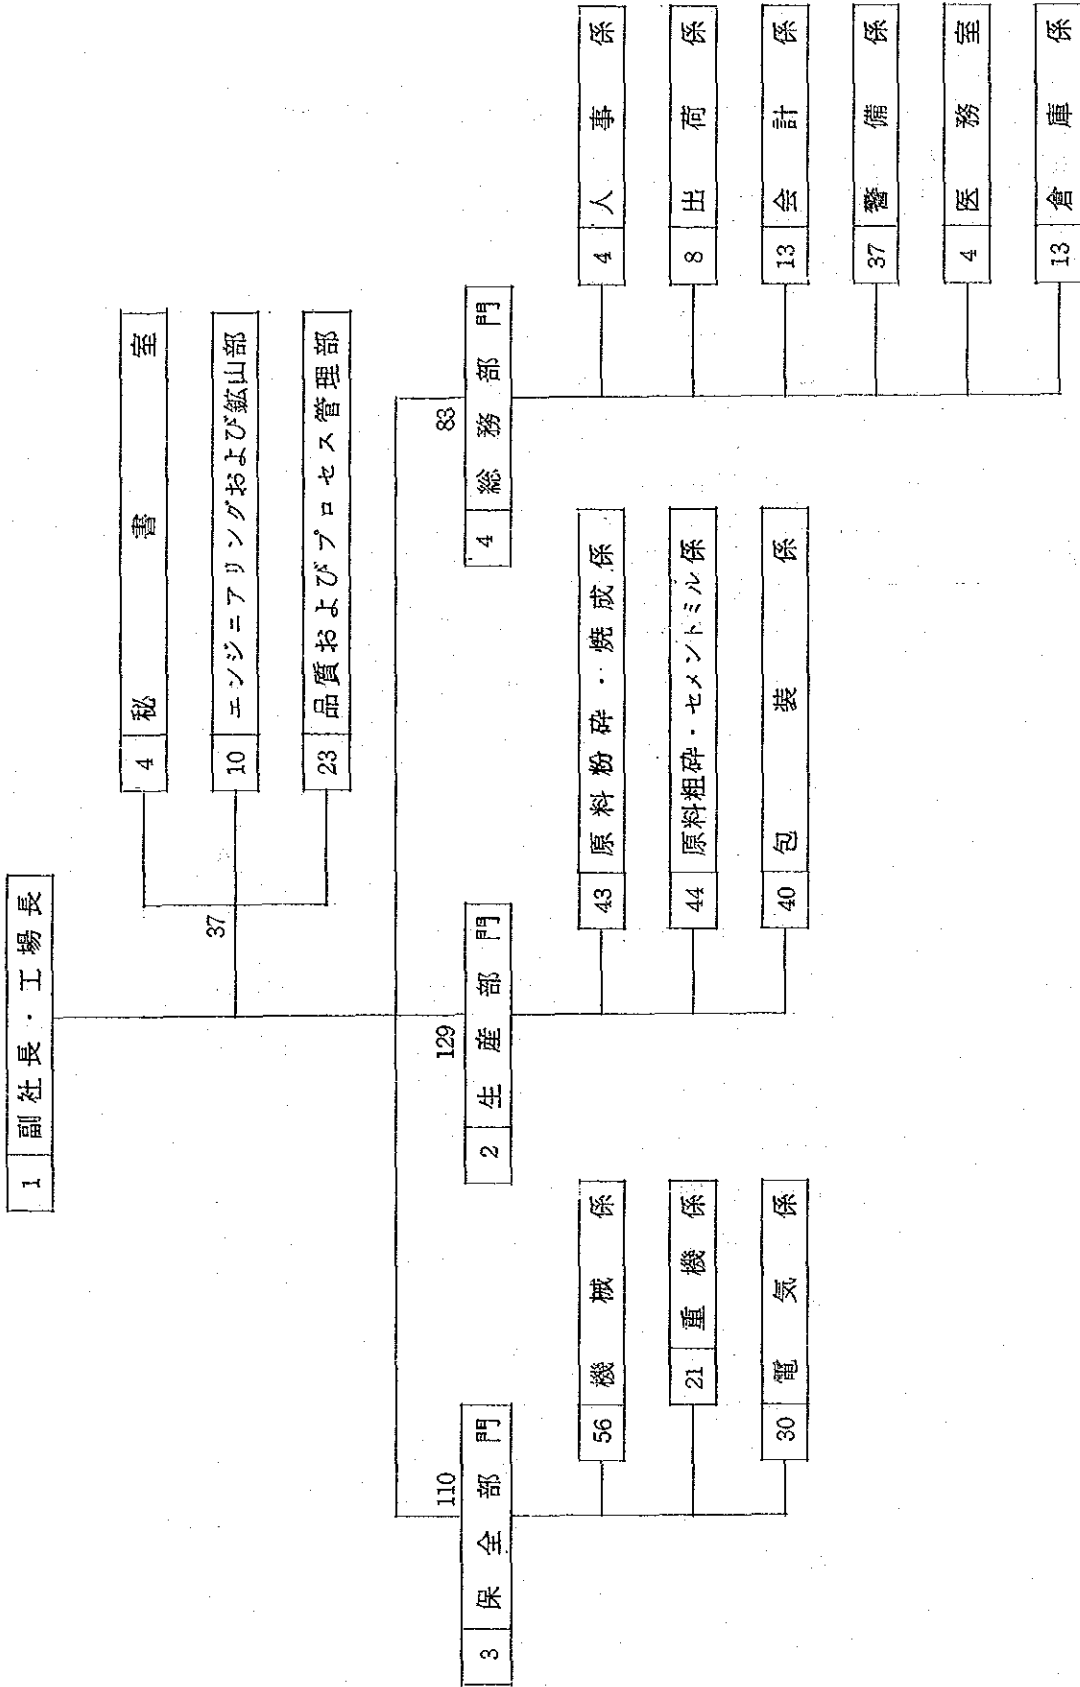 1 副社長・工場長
37
4 秘書室
10 エンジニアリングおよび鉱山部
23 品質およびプロセス管理部
110
3 保全部門
56 機械係
21 重機係
30 電気係
129
2 生産部門
43 原料粉砕・焼成係
44 原料粗砕・セメントミル係
40 包装係
83
4 総務部門
4 人事係
8 出荷係
13 会計係
37 警備係
4 医務室
13 倉庫係